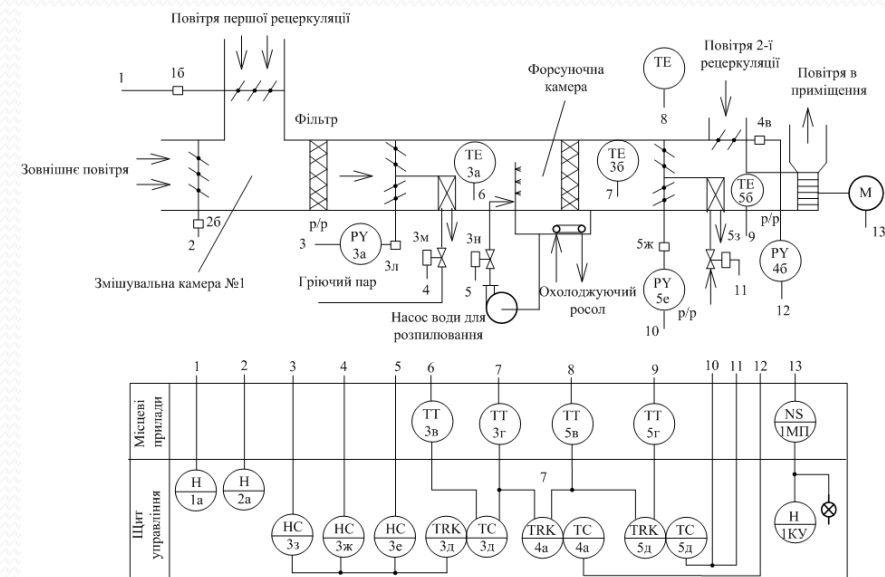 Повітря першої рецеркуляції
1
1б
Фільтр
Форсуночна
камера
TE
8
Повітря 2-ї
рецеркуляції
Повітря в
приміщення
4в
Зовнішнє повітря
TE
3а
6
TE
3б
7
TE
5б
9
M
13
2б
2
р/р
3
PY
3а
3л
3м
4
3н
5
5ж
5з
р/р
11
PY
4б
12
PY
5е
10
р/р
Змішувальна камера №1
Гріючий пар
Насос води для
розпилювання
Охолоджуючий
росол
1
2
3
4
5
6
7
8
9
10
11
12
13
Місцеві
прилади
TT
3в
TT
3г
TT
5в
TT
5г
NS
1МП
Щит
управління
H
1а
H
2а
7
HC
3з
HC
3ж
HC
3е
TRK
3д
TC
3д
TRK
4а
TC
4а
TRK
5д
TC
5д
H
1КУ